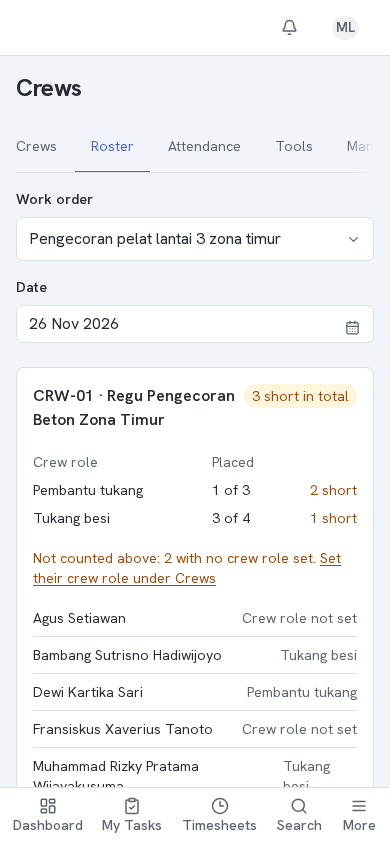 ML
Crews
Crews Roster Attendance Tools Man
Work order
Pengecoran pelat lantai 3 zona timur
Date
26 Nov 2026
CRW-01 · Regu Pengecoran 3 short in total
Beton Zona Timur
Crew role Placed
Pembantu tukang 1 of 3 2 short
Tukang besi 3 of 4 1 short
Not counted above: 2 with no crew role set. Set
their crew role under Crews
Agus Setiawan Crew role not set
Bambang Sutrisno Hadiwijoyo Tukang besi
Dewi Kartika Sari Pembantu tukang
Fransiskus Xaverius Tanoto Crew role not set
Muhammad Rizky Pratama Tukang
Wijayakusuma besi
Dashboard My Tasks Timesheets Search More